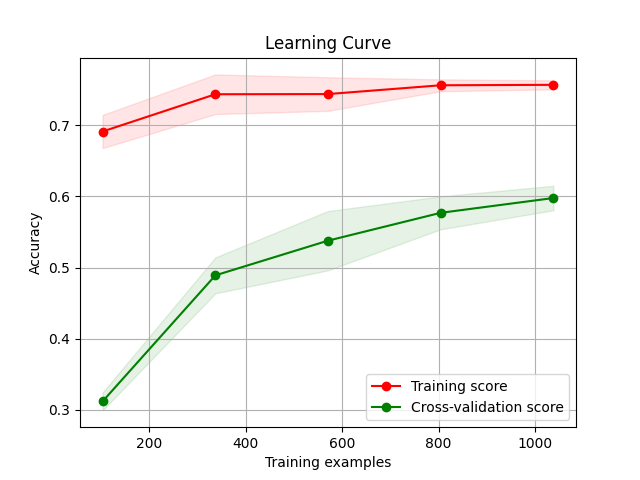 Learning Curve
Accuracy
0.7
0.6
0.5
0.4
0.3
Training score
Cross-validation score
200
400
600
800
1000
Training examples